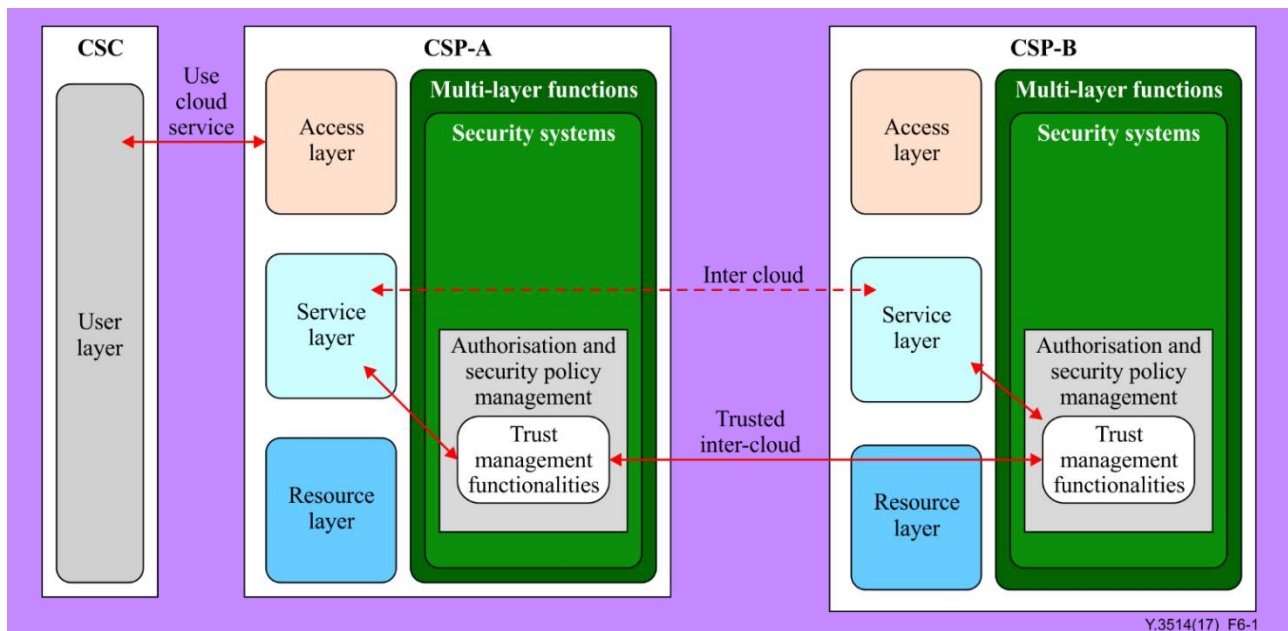 CSC
User
layer
Use
cloud
service
CSP-A
Access
layer
Service
layer
Resource
layer
Multi-layer functions
Security systems
Authorisation and
security policy
management
Trust
management
functionalities
Inter cloud
Trusted
inter-cloud
CSP-B
Access
layer
Service
layer
Resource
layer
Multi-layer functions
Security systems
Authorisation and
security policy
management
Trust
management
functionalities
Y.3514(17)_F6-1